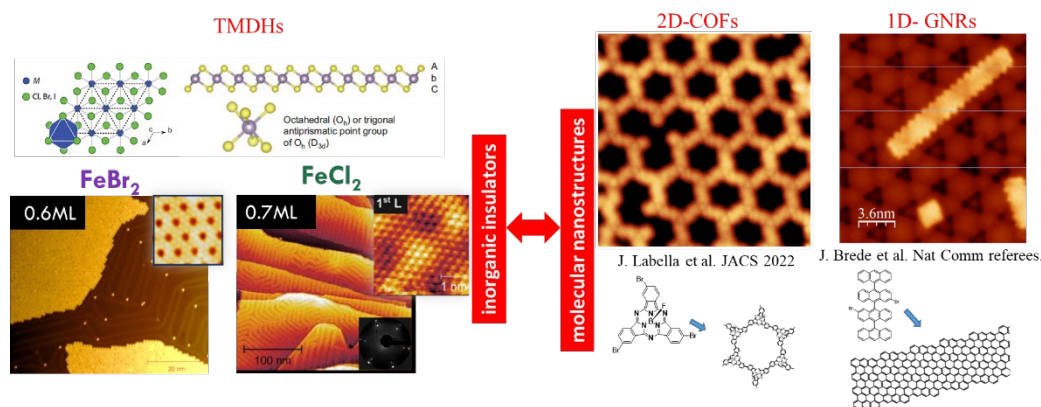 TMDHs
M
Cl, Br, I
c
b
a
A
b
C
Octahedral (Oh) or trigonal
antiprismatic point group
of Oh (D3d)
FeBr2
FeCl2
0.6ML
20 nm
0.7ML
1st L
1 nm
100 nm
inorganic insulators
molecular nanostructures
2D-COFs
1D- GNRs
3.6nm
J. Labella et al. JACS 2022
J. Brede et al. Nat Comm referees.
Br
F
N
N
N
N
B
N
N
N
Br
Br
Br
Br